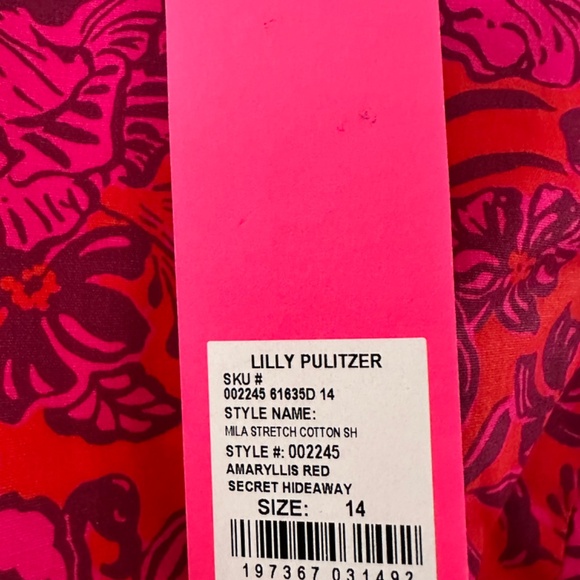 LILLY PULITZER
SKU #
002245 61635D 14
STYLE NAME:
MILA STRETCH COTTON SH
STYLE #: 002245
AMARYLLIS RED
SECRET HIDEAWAY
SIZE: 14
197367 031492